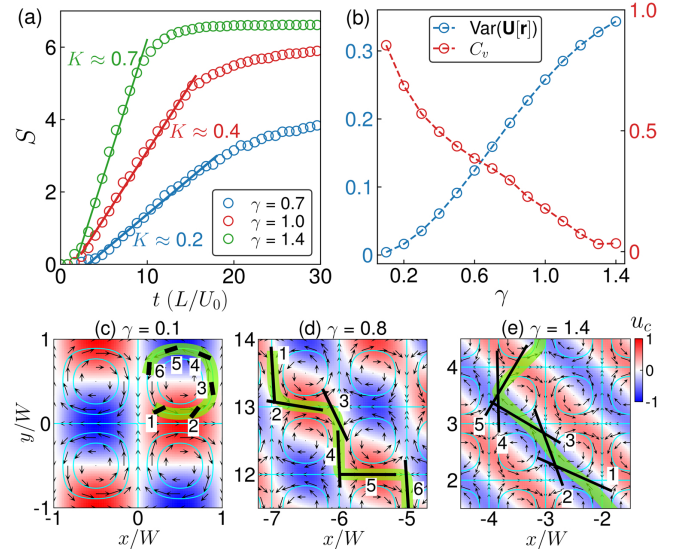 (a)
K ≈ 0.7
K ≈ 0.4
K ≈ 0.2
γ = 0.7
γ = 1.0
γ = 1.4
S
6
4
2
0
0 10 20 30
t (L/U₀)
(b)
Var(U[r])
C_v
0.3
0.2
0.1
0
1.0
0.5
0
0.2 0.6 1.0 1.4
γ
(c) γ = 0.1
1
0
-1
-1 0 1
y/W
x/W
1 2 3 4 5 6
(d) γ = 0.8
14
13
12
-7 -6 -5
x/W
1 2 3 4 5 6
(e) γ = 1.4
4
3
2
-4 -3 -2
x/W
1 2 3 4 5
u_c
1
0
-1